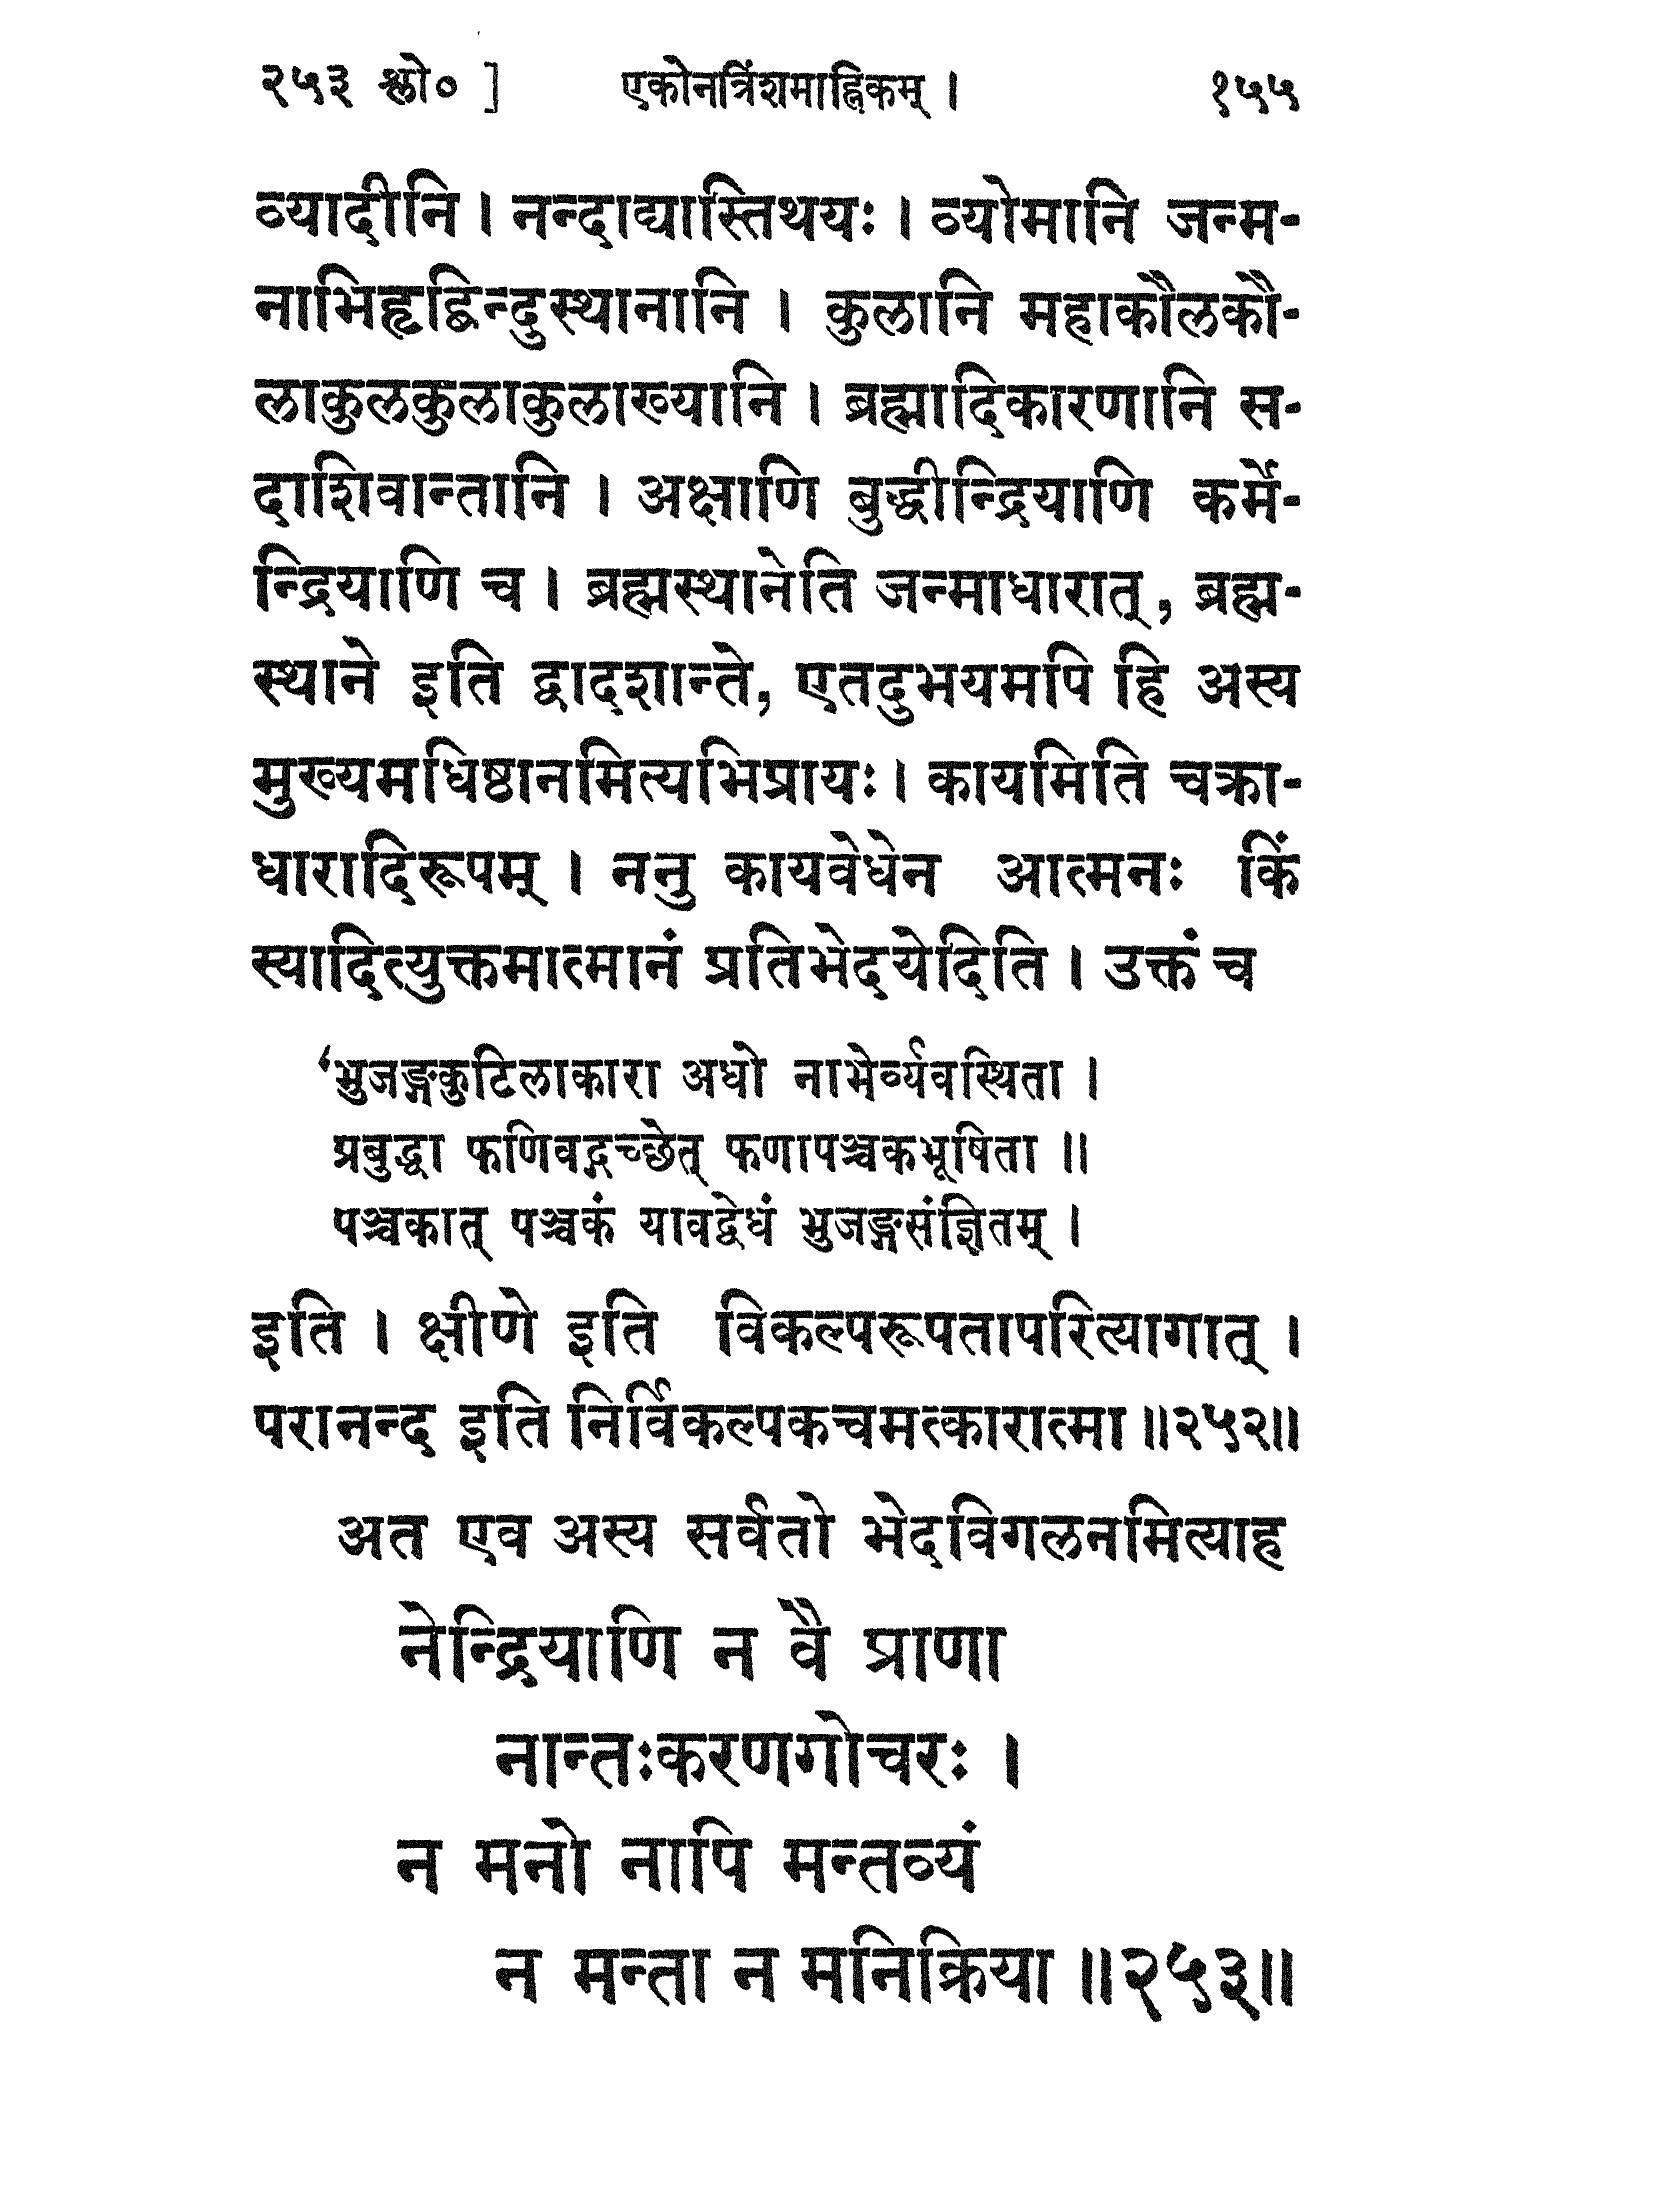 २५३ श्लो० ] एकोनत्रिंशमाह्निकम् । १५५
व्यादीनि । नन्दाद्यास्तिथयः । व्योमानि जन्म-
नाभिहृद्बिन्दुस्थानानि । कुलानि महाकौलकौ-
लाकुलकुलाकुलाख्यानि । ब्रह्मादिकारणानि स-
दाशिवान्तानि । अक्षाणि बुद्धीन्द्रियाणि कर्मे-
न्द्रियाणि च । ब्रह्मस्थानेति जन्माधारात्, ब्रह्म-
स्थाने इति द्वादशान्ते, एतदुभयमपि हि अस्य
मुख्यमधिष्ठानमित्यभिप्रायः । कायमिति चक्रा-
धारादिरूपम् । ननु कायवेधेन आत्मनः किं
स्यादित्युक्तमात्मानं प्रतिभेदयेदिति । उक्तं च
‘भुजङ्गकुटिलाकारा अधो नाभेर्व्यवस्थिता ।
प्रबुद्धा फणिवद्गच्छेत् फणापञ्चकभूषिता ॥
पञ्चकात् पञ्चकं यावद्वेधं भुजङ्गसंज्ञितम् ।
इति । क्षीणे इति विकल्परूपतापरित्यागात् ।
परानन्द इति निर्विकल्पकचमत्कारात्मा ॥२५२॥
अत एव अस्य सर्वतो भेदविगलनमित्याह
नेन्द्रियाणि न वै प्राणा
नान्तःकरणगोचरः ।
न मनो नापि मन्तव्यं
न मन्ता न मनिक्रिया ॥२५३॥